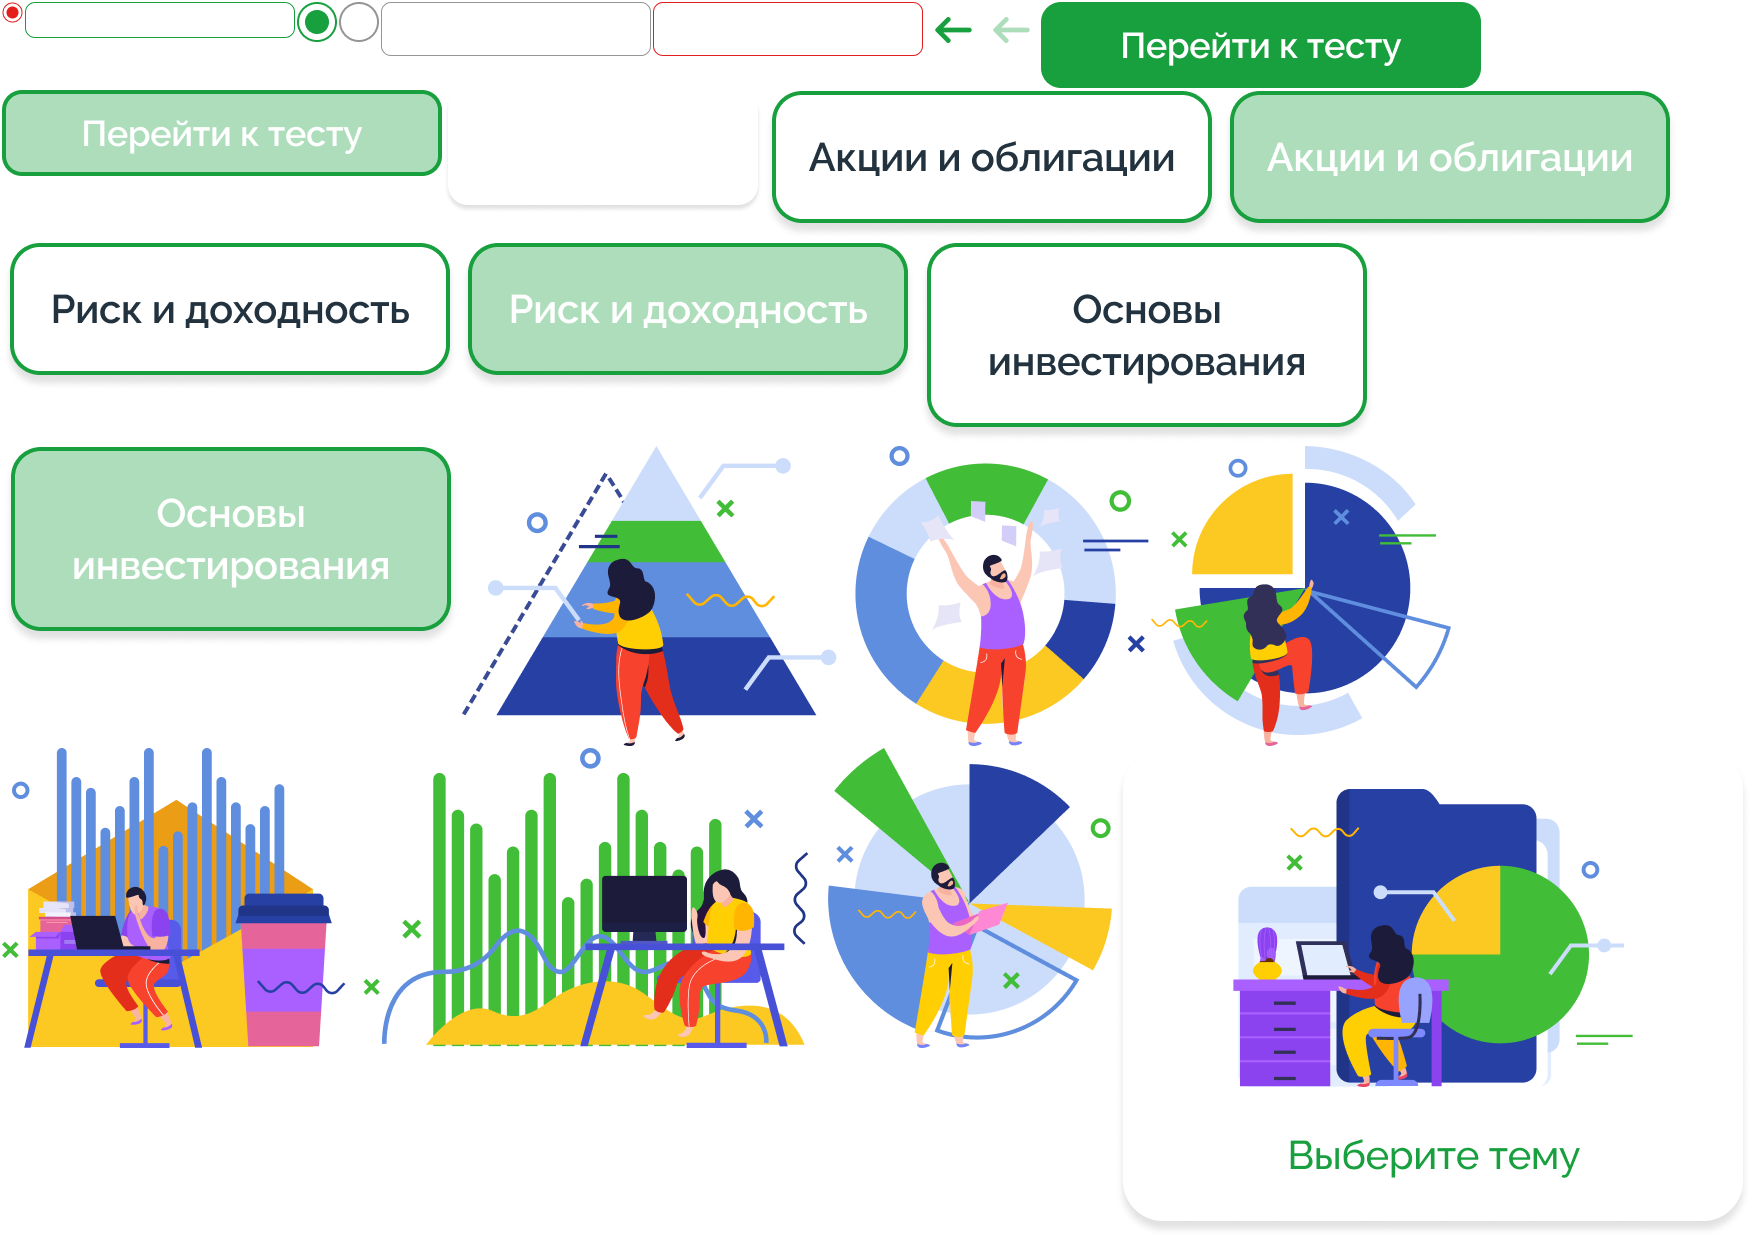 Перейти к тесту
Перейти к тесту
Акции и облигации
Акции и облигации
Риск и доходность
Риск и доходность
Основы
инвестирования
Основы
инвестирования
Выберите тему